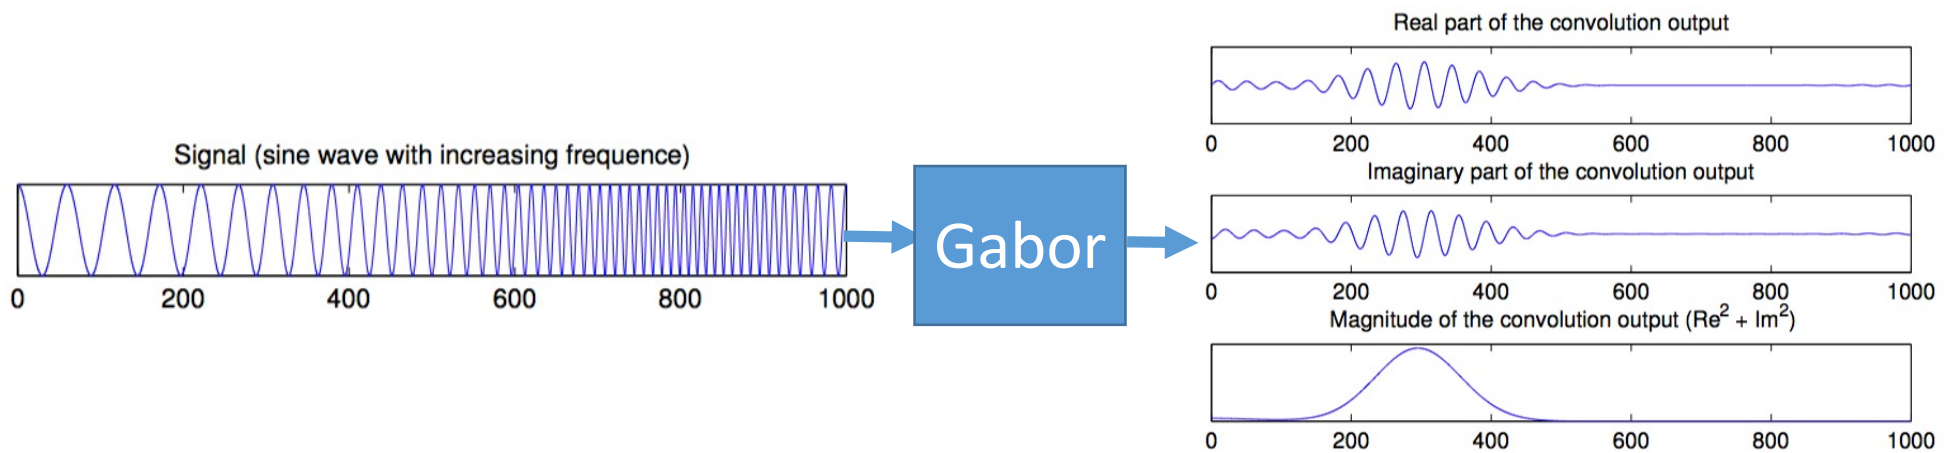 Signal (sine wave with increasing frequence)
0 200 400 600 800 1000
Gabor
Real part of the convolution output
0 200 400 600 800 1000
Imaginary part of the convolution output
0 200 400 600 800 1000
Magnitude of the convolution output (Re² + Im²)
0 200 400 600 800 1000